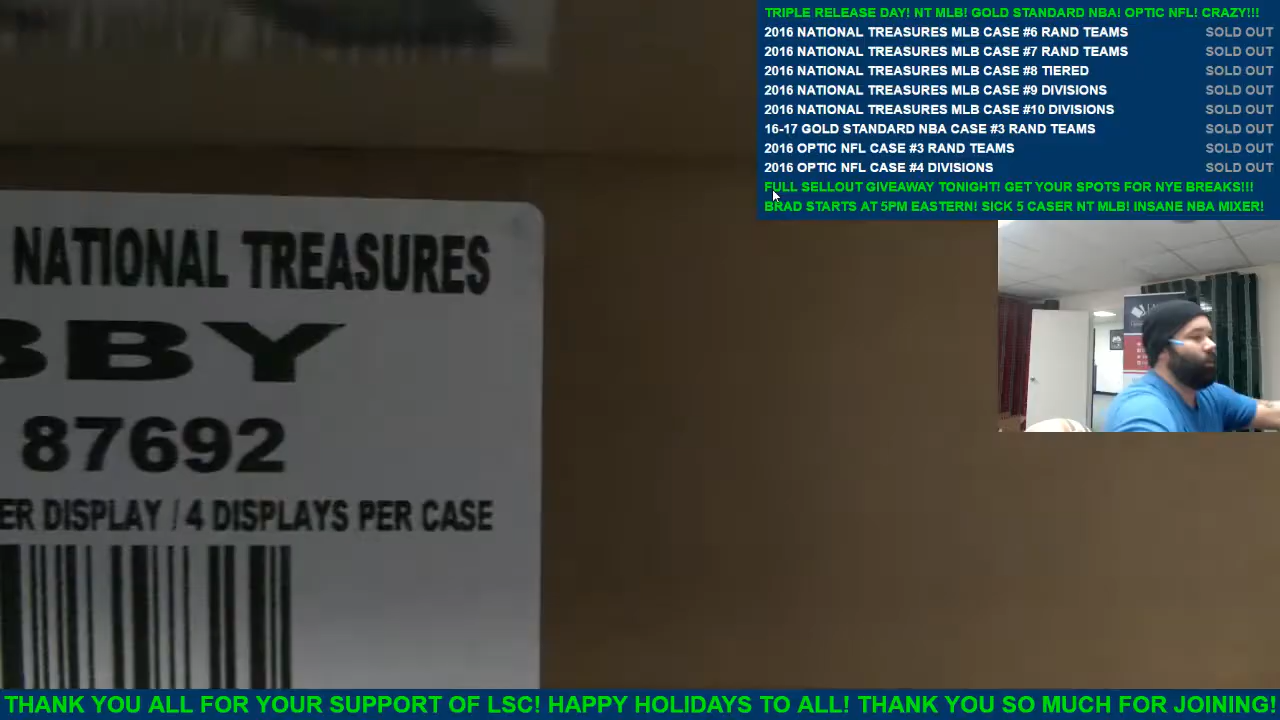 TRIPLE RELEASE DAY! NT MLB! GOLD STANDARD NBA! OPTIC NFL! CRAZY!!!
2016 NATIONAL TREASURES MLB CASE #6 RAND TEAMS SOLD OUT
2016 NATIONAL TREASURES MLB CASE #7 RAND TEAMS SOLD OUT
2016 NATIONAL TREASURES MLB CASE #8 TIERED SOLD OUT
2016 NATIONAL TREASURES MLB CASE #9 DIVISIONS SOLD OUT
2016 NATIONAL TREASURES MLB CASE #10 DIVISIONS SOLD OUT
16-17 GOLD STANDARD NBA CASE #3 RAND TEAMS SOLD OUT
2016 OPTIC NFL CASE #3 RAND TEAMS SOLD OUT
2016 OPTIC NFL CASE #4 DIVISIONS SOLD OUT
FULL SELLOUT GIVEAWAY TONIGHT! GET YOUR SPOTS FOR NYE BREAKS!!!
BRAD STARTS AT 5PM EASTERN! SICK 5 CASER NT MLB! INSANE NBA MIXER!
NATIONAL TREASURES
BBY
87692
ER DISPLAY / 4 DISPLAYS PER CASE
THANK YOU ALL FOR YOUR SUPPORT OF LSC! HAPPY HOLIDAYS TO ALL! THANK YOU SO MUCH FOR JOINING!